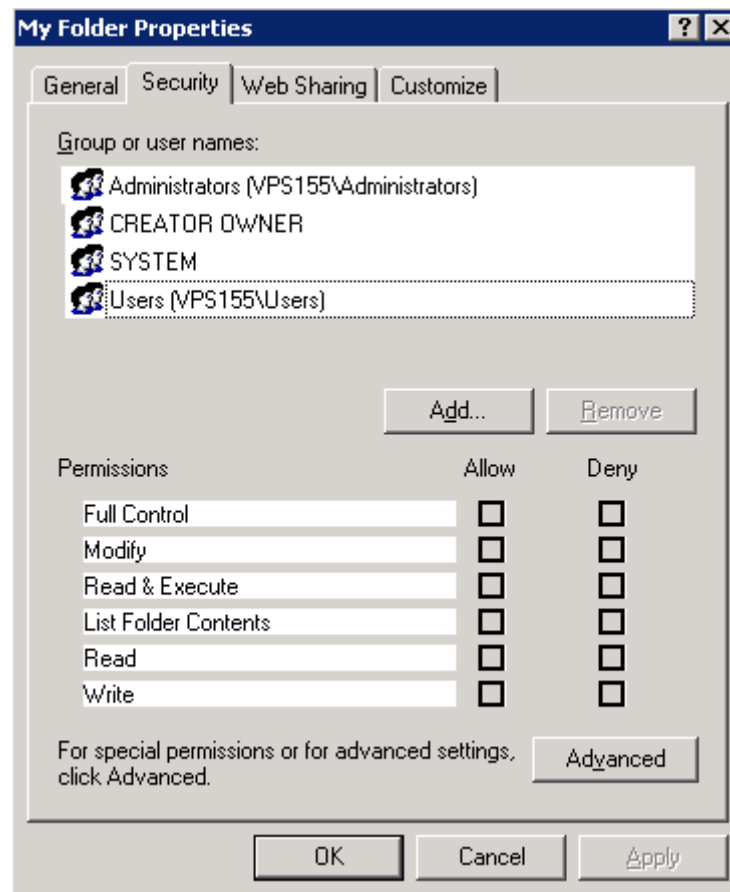 My Folder Properties
General Security Web Sharing Customize
Group or user names:
Administrators (VPS155\Administrators)
CREATOR OWNER
SYSTEM
Users (VPS155\Users)
Add... Remove
Permissions Allow Deny
Full Control
Modify
Read & Execute
List Folder Contents
Read
Write
For special permissions or for advanced settings,
click Advanced.
Advanced
OK Cancel Apply